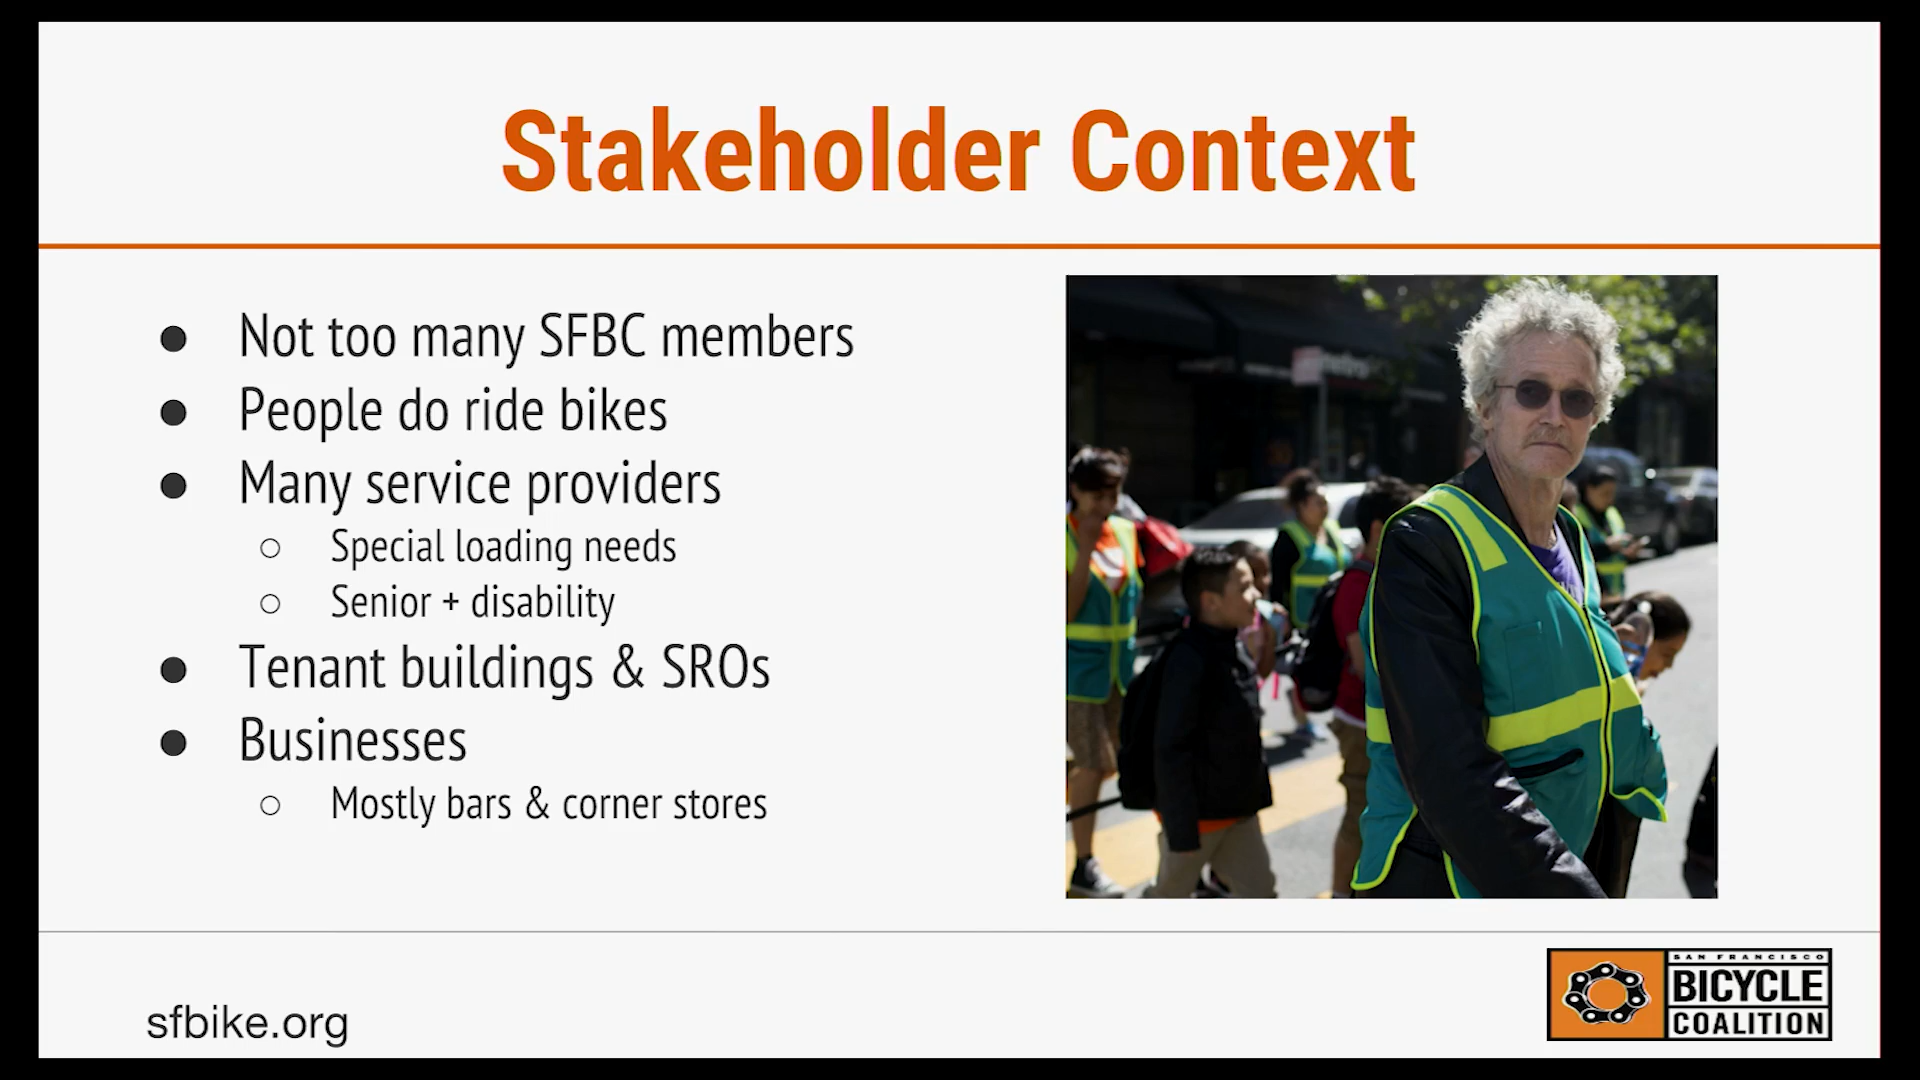 Stakeholder Context
● Not too many SFBC members
● People do ride bikes
● Many service providers
○ Special loading needs
○ Senior + disability
● Tenant buildings & SROs
● Businesses
○ Mostly bars & corner stores
sfbike.org
SAN FRANCISCO
BICYCLE
COALITION